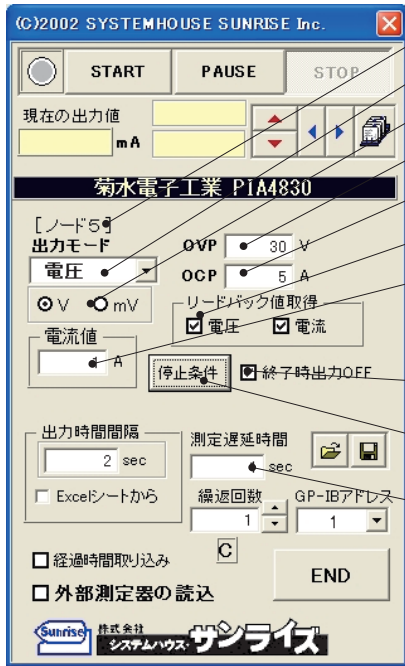 (C)2002 SYSTEMHOUSE SUNRISE Inc.
START PAUSE STOP
現在の出力値
mA
菊水電子工業 PIA4830
[ノード5]
出力モード
OVP 30 V
電圧
OCP 5 A
V mV
リードバック値取得
電圧 電流
電流値
A
停止条件 終了時出力OFF
出力時間間隔
2 sec
Excelシートから
測定遅延時間
sec
繰返回数 GP-IBアドレス
1 1
経過時間取り込み
C
外部測定器の読込
END
Sunrise 株式会社
システムハウス サンライズ